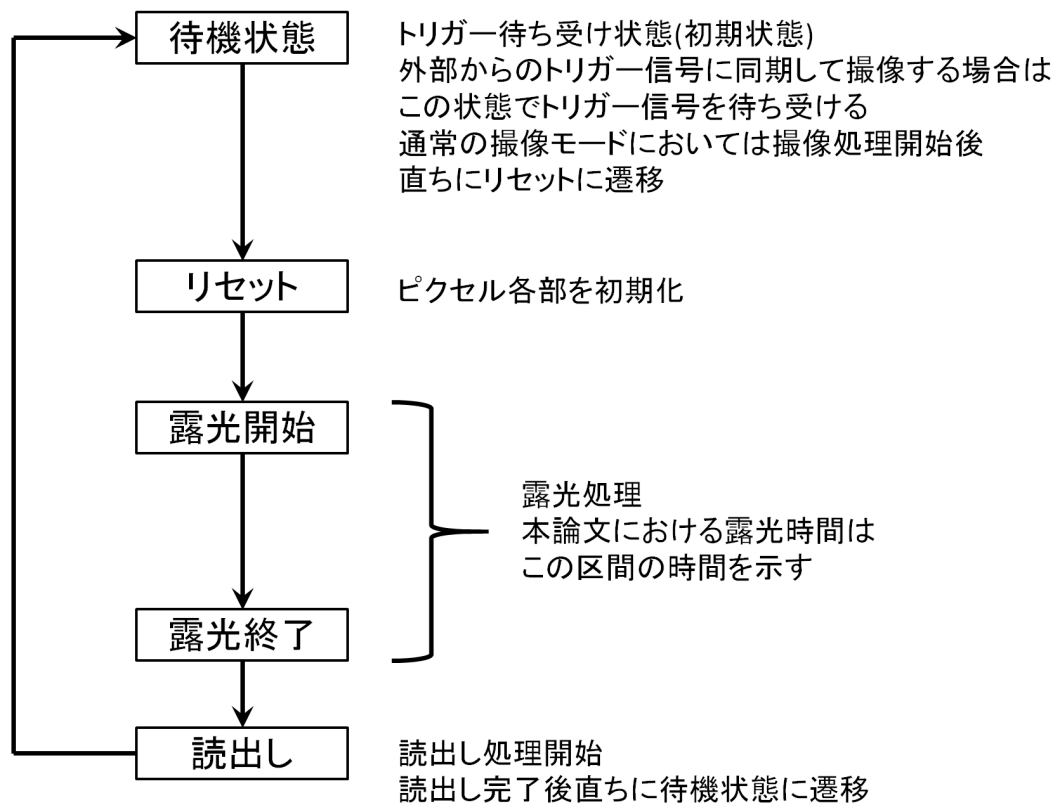 待機状態
トリガー待ち受け状態(初期状態)
外部からのトリガー信号に同期して撮像する場合は
この状態でトリガー信号を待ち受ける
通常の撮像モードにおいては撮像処理開始後
直ちにリセットに遷移
リセット
ピクセル各部を初期化
露光開始
露光処理
本論文における露光時間は
この区間の時間を示す
露光終了
読出し
読出し処理開始
読出し完了後直ちに待機状態に遷移